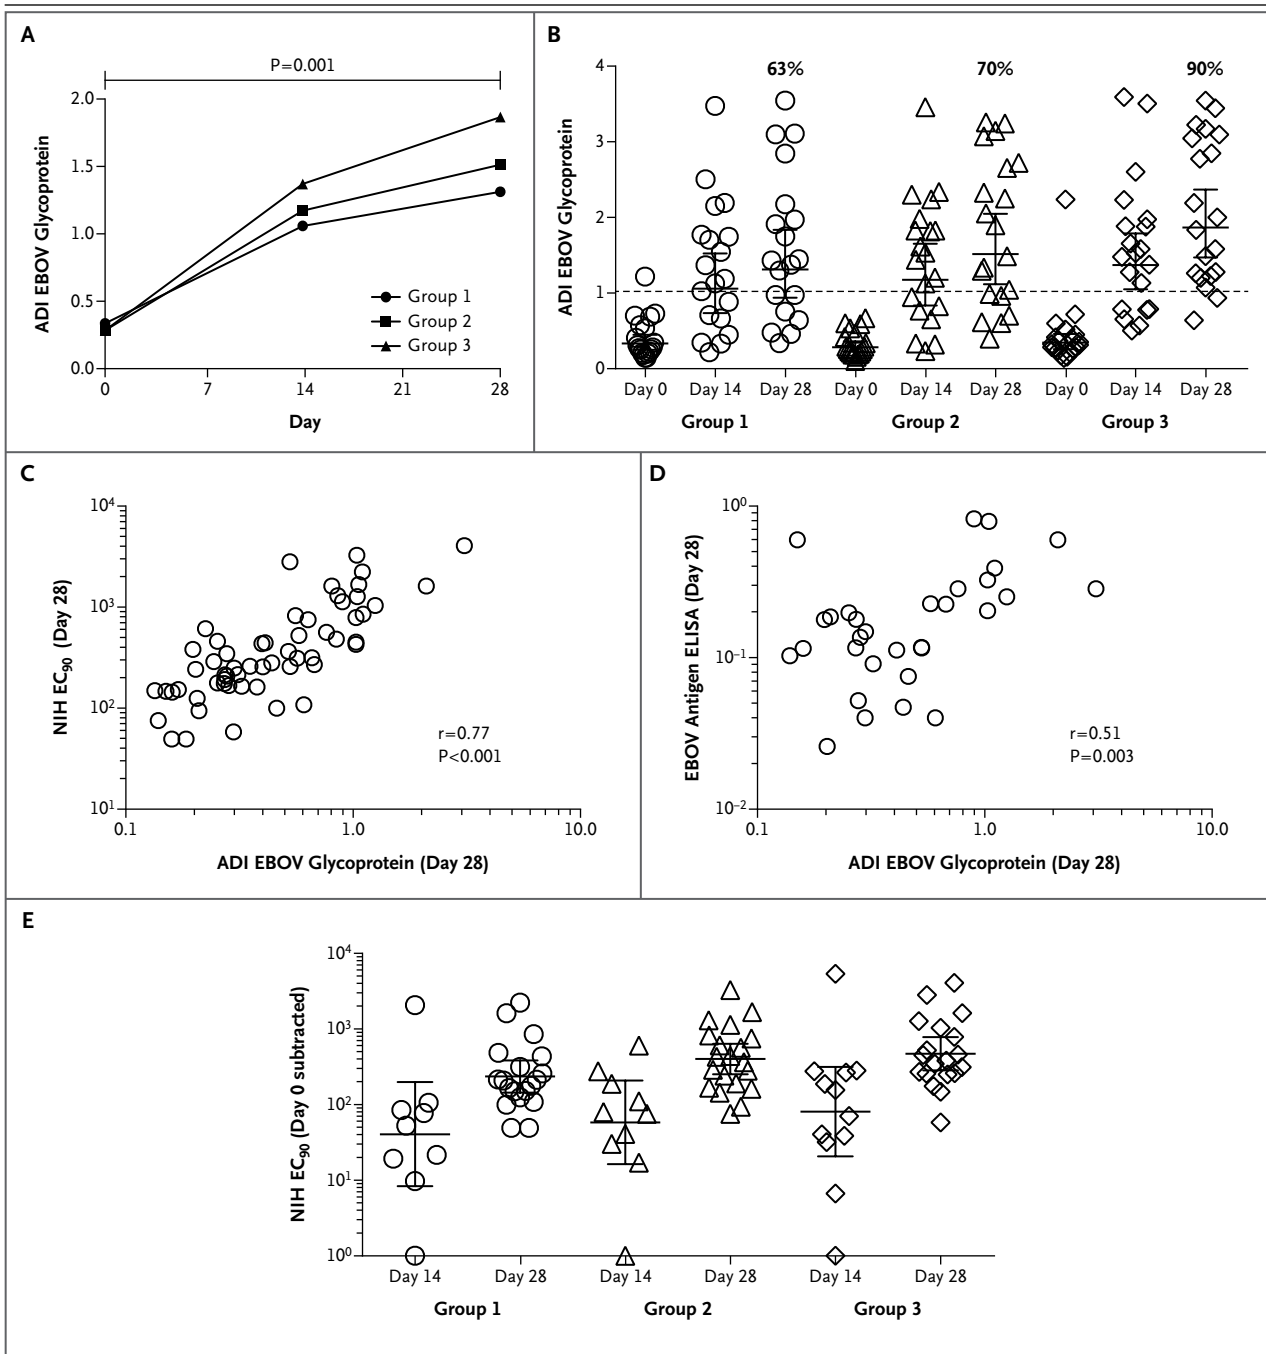 A
P=0.001
ADI EBOV Glycoprotein
2.0
1.5
1.0
0.5
0.0
0 7 14 21 28
Day
Group 1
Group 2
Group 3
B
63% 70% 90%
ADI EBOV Glycoprotein
4
3
2
1
0
Day 0 Day 14 Day 28 Day 0 Day 14 Day 28 Day 0 Day 14 Day 28
Group 1 Group 2 Group 3
C
NIH EC₉₀ (Day 28)
10⁴
10³
10²
10¹
r=0.77
P<0.001
0.1 1.0 10.0
ADI EBOV Glycoprotein (Day 28)
D
EBOV Antigen ELISA (Day 28)
10⁰
10⁻¹
10⁻²
r=0.51
P=0.003
0.1 1.0 10.0
ADI EBOV Glycoprotein (Day 28)
E
NIH EC₉₀ (Day 0 subtracted)
10⁴
10³
10²
10¹
10⁰
Day 14 Day 28 Day 14 Day 28 Day 14 Day 28
Group 1 Group 2 Group 3